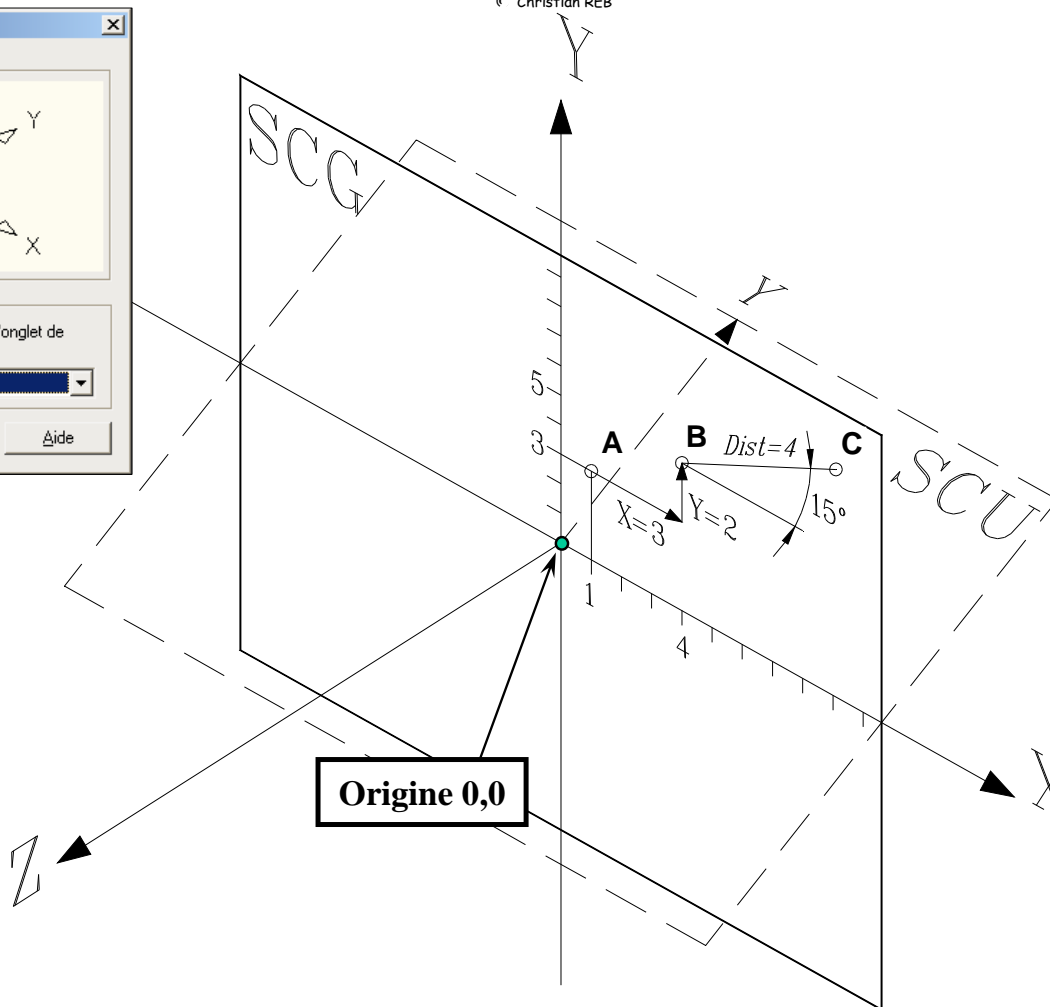 © Christian REB
Y
X
'onglet de
Aide
Y
SCG
Y
5
3
A
B
Dist=4
C
SCU
X=3
Y=2
15°
1
4
Origine 0,0
X
Z